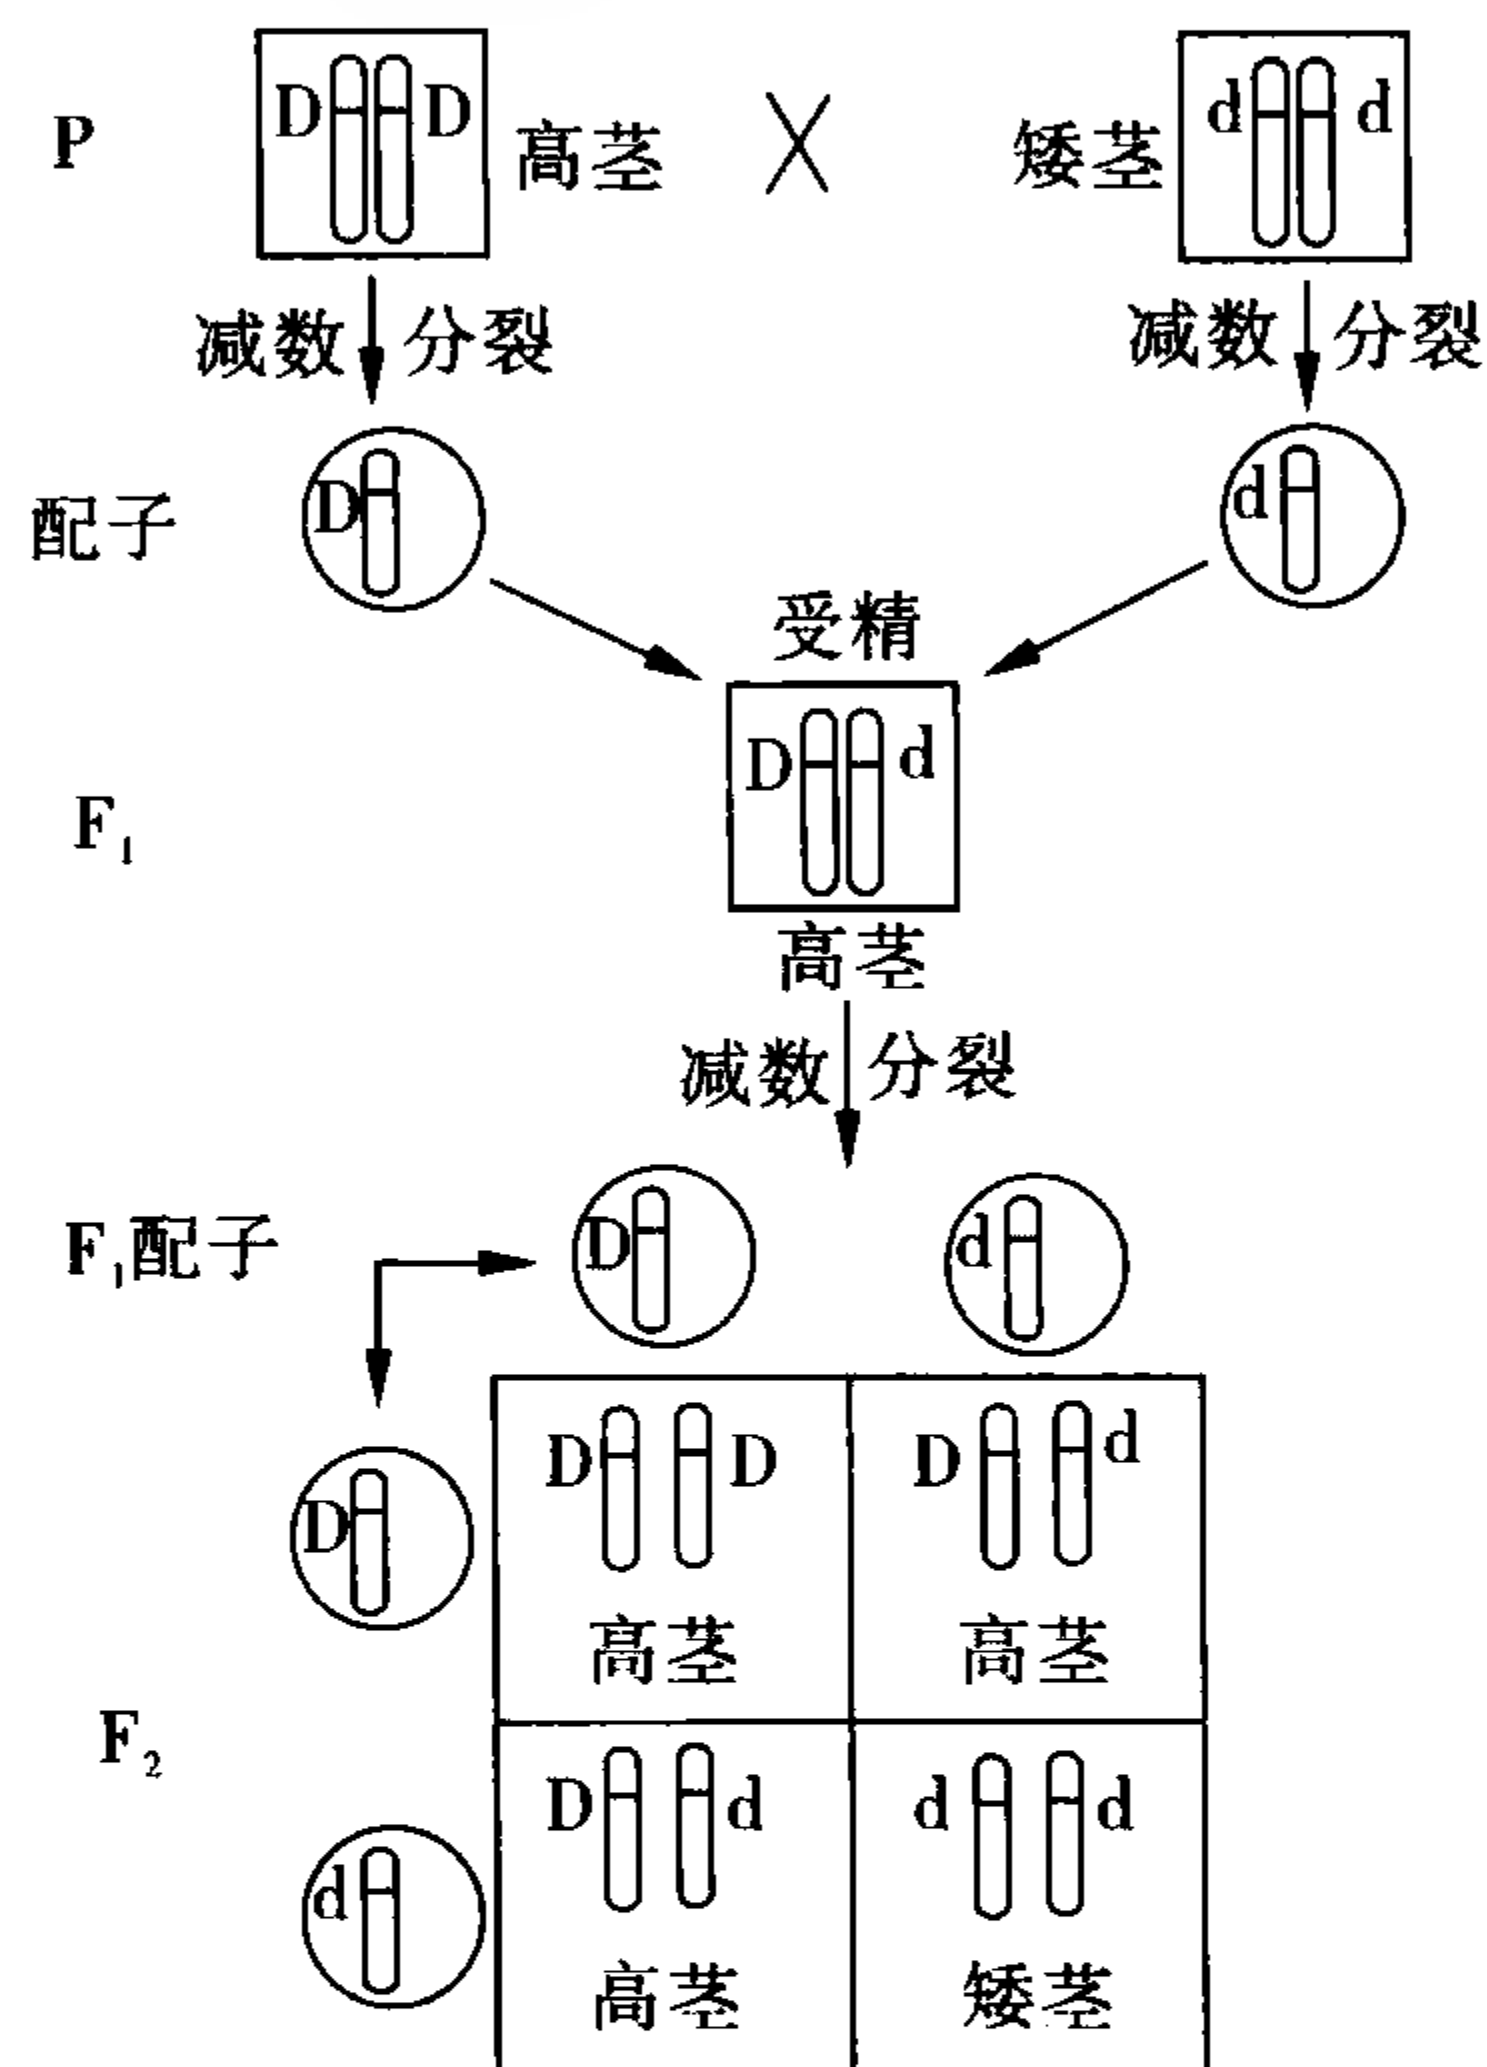 P D D 高茎 × 矮茎 d d
减数 分裂 减数 分裂
配子 D d
受精
F₁ D d
高茎
减数 分裂
F₁配子 D d
D D D D d
高茎 高茎
F₂
d D d d d
高茎 矮茎